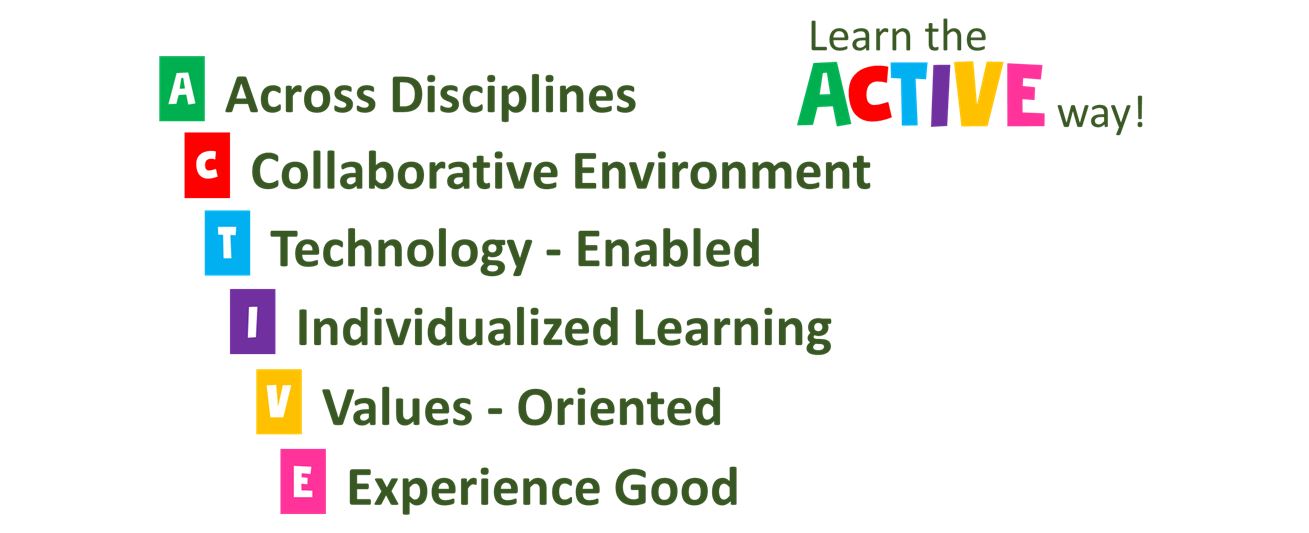 Learn the
ACTIVE way!
A Across Disciplines
C Collaborative Environment
T Technology - Enabled
I Individualized Learning
V Values - Oriented
E Experience Good